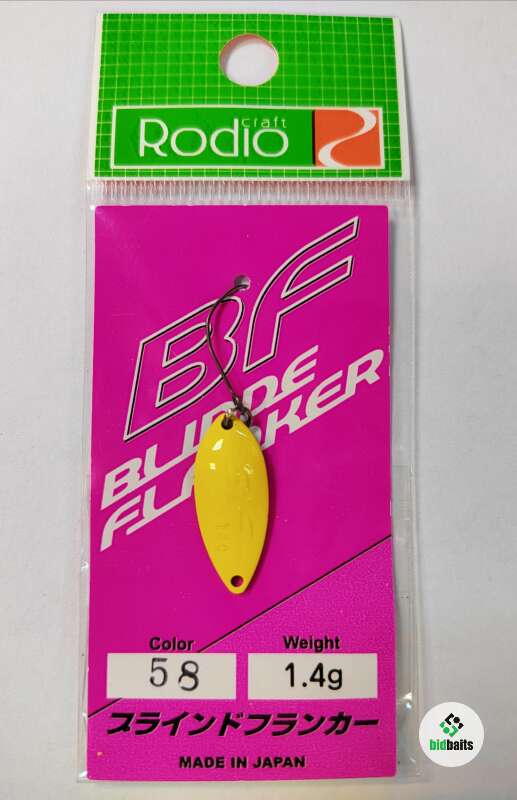 craft
Rodio
BF
BLINDE
FLANKER
Color
Weight
58
1.4g
ブラインドフランカー
MADE IN JAPAN
bidbaits